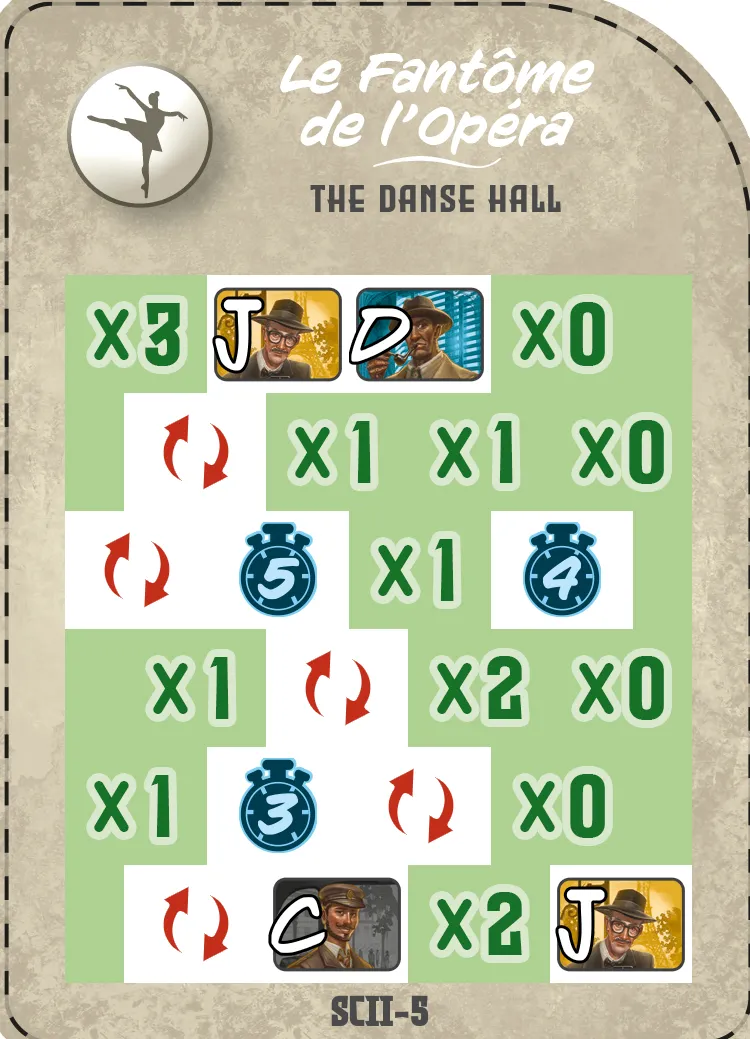 Le Fantôme
de l'Opéra
THE DANSE HALL
X3 J D X0
X1 X1 X0
5 X1 4
X1 X2 X0
X1 3 X0
C X2 J
SCII-5